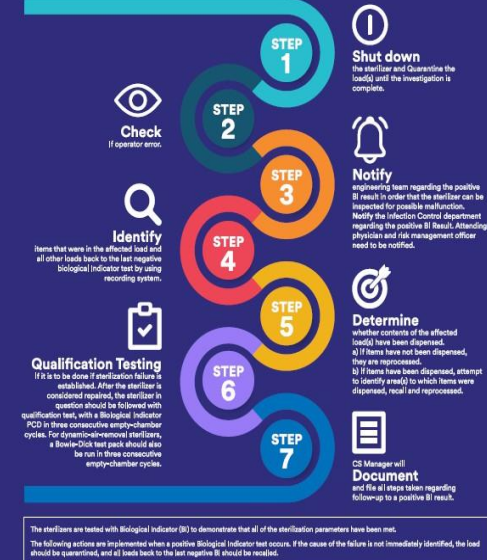 STEP
1
Shut down
the sterilizer and Quarantine the
load(s) until the investigation is
complete.
STEP
2
Check
If operator error.
STEP
3
Notify
engineering team regarding the positive
BI result in order that the sterilizer can be
inspected for possible malfunction.
Notify the Infection Control department
regarding the positive BI Result. Attending
physician and risk management officer
need to be notified.
STEP
4
Identify
items that were in the affected load and
all other loads back to the last negative
biological indicator test by using
recording system.
STEP
5
Determine
whether contents of the affected
load(s) have been dispensed.
a) If items have not been dispensed,
they are reprocessed.
b) If items have been dispensed, attempt
to identify area(s) to which items were
dispensed, recall and reprocessed.
STEP
6
Qualification Testing
If it is to be done if sterilization failure is
established. After the sterilizer is
considered repaired, the sterilizer in
question should be followed with
qualification test, with a Biological Indicator
PCD in three consecutive empty-chamber
cycles. For dynamic-air-removal sterilizers,
a Bowie-Dick test pack should also
be run in three consecutive
empty-chamber cycles.
STEP
7
CS Manager will
Document
and file all steps taken regarding
follow-up to a positive BI result.
The sterilizers are tested with Biological Indicator (BI) to demonstrate that all of the sterilization parameters have been met.
The following actions are implemented when a positive Biological Indicator test occurs. If the cause of the failure is not immediately identified, the load
should be quarantined, and all loads back to the last negative BI should be recalled.